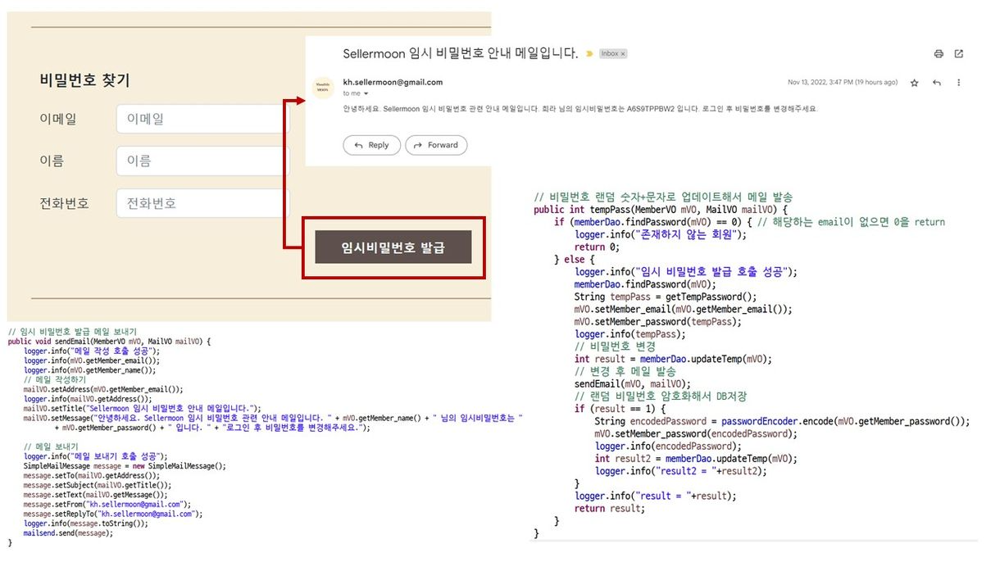 비밀번호 찾기
이메일
이메일
이름
이름
전화번호
전화번호
임시비밀번호 발급
Sellermoon 임시 비밀번호 안내 메일입니다.
Inbox ×
kh.sellermoon@gmail.com
to me
Nov 13, 2022, 3:47 PM (19 hours ago)
안녕하세요. Sellermoon 임시 비밀번호 관련 안내 메일입니다. 희라 님의 임시비밀번호는 A6S9TPPBW2 입니다. 로그인 후 비밀번호를 변경해주세요.
Reply
Forward
// 임시 비밀번호 발급 메일 보내기
public void sendEmail(MemberVO mVO, MailVO mailVO) {
logger.info("메일 작성 호출 성공");
logger.info(mVO.getMember_email());
logger.info(mVO.getMember_name());
// 메일 작성하기
mailVO.setAddress(mVO.getMember_email());
logger.info(mailVO.getAddress());
mailVO.setTitle("Sellermoon 임시 비밀번호 안내 메일입니다.");
mailVO.setMessage("안녕하세요. Sellermoon 임시 비밀번호 관련 안내 메일입니다. " + mVO.getMember_name() + " 님의 임시비밀번호는 "
+ mVO.getMember_password() + " 입니다. " + "로그인 후 비밀번호를 변경해주세요.");
// 메일 보내기
logger.info("메일 보내기 호출 성공");
SimpleMailMessage message = new SimpleMailMessage();
message.setTo(mailVO.getAddress());
message.setSubject(mailVO.getTitle());
message.setText(mailVO.getMessage());
message.setFrom("kh.sellermoon@gmail.com");
message.setReplyTo("kh.sellermoon@gmail.com");
logger.info(message.toString());
mailsend.send(message);
}
// 비밀번호 랜덤 숫자+문자로 업데이트해서 메일 발송
public int tempPass(MemberVO mVO, MailVO mailVO) {
if (memberDao.findPassword(mVO) == 0) { // 해당하는 email이 없으면 0을 return
logger.info("존재하지 않는 회원");
return 0;
} else {
logger.info("임시 비밀번호 발급 호출 성공");
memberDao.findPassword(mVO);
String tempPass = getTempPassword();
mVO.setMember_email(mVO.getMember_email());
mVO.setMember_password(tempPass);
logger.info(tempPass);
// 비밀번호 변경
int result = memberDao.updateTemp(mVO);
// 변경 후 메일 발송
sendEmail(mVO, mailVO);
// 랜덤 비밀번호 암호화해서 DB저장
if (result == 1) {
String encodedPassword = passwordEncoder.encode(mVO.getMember_password());
mVO.setMember_password(encodedPassword);
logger.info(encodedPassword);
int result2 = memberDao.updateTemp(mVO);
logger.info("result2 = "+result2);
}
logger.info("result = "+result);
return result;
}
}